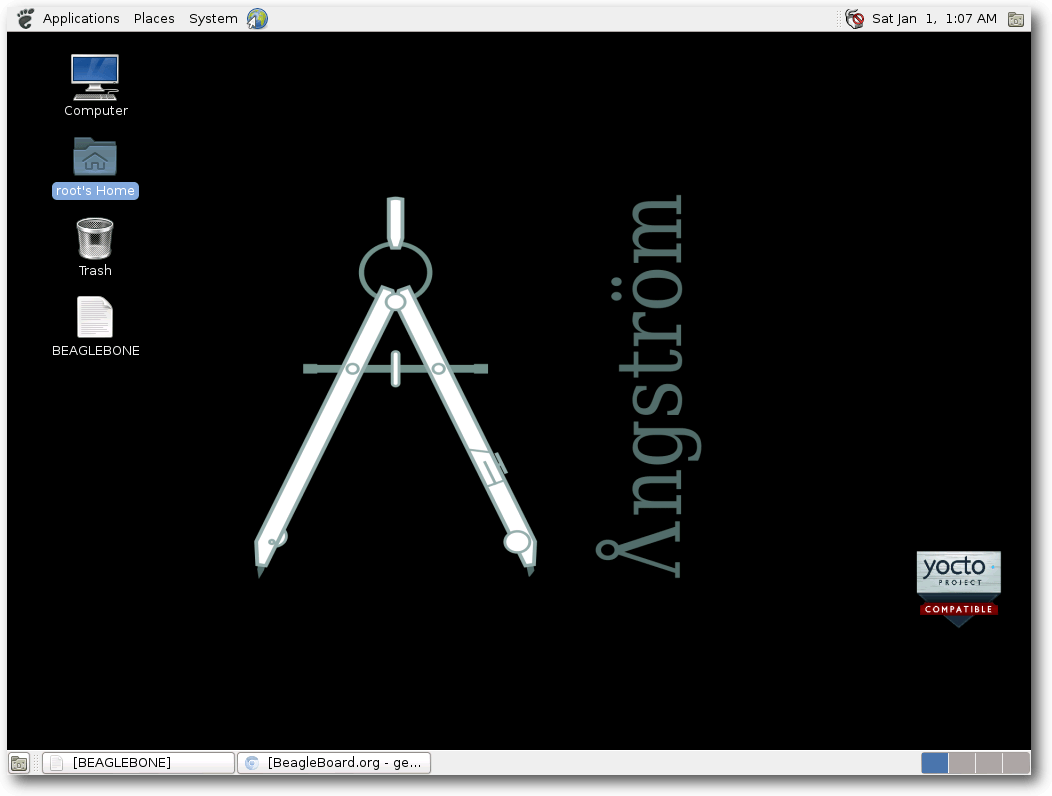 Applications Places System
Sat Jan 1, 1:07 AM
Computer
root's Home
Trash
BEAGLEBONE
Ångström
yocto
PROJECT
COMPATIBLE
[BEAGLEBONE]
[BeagleBoard.org - ge...